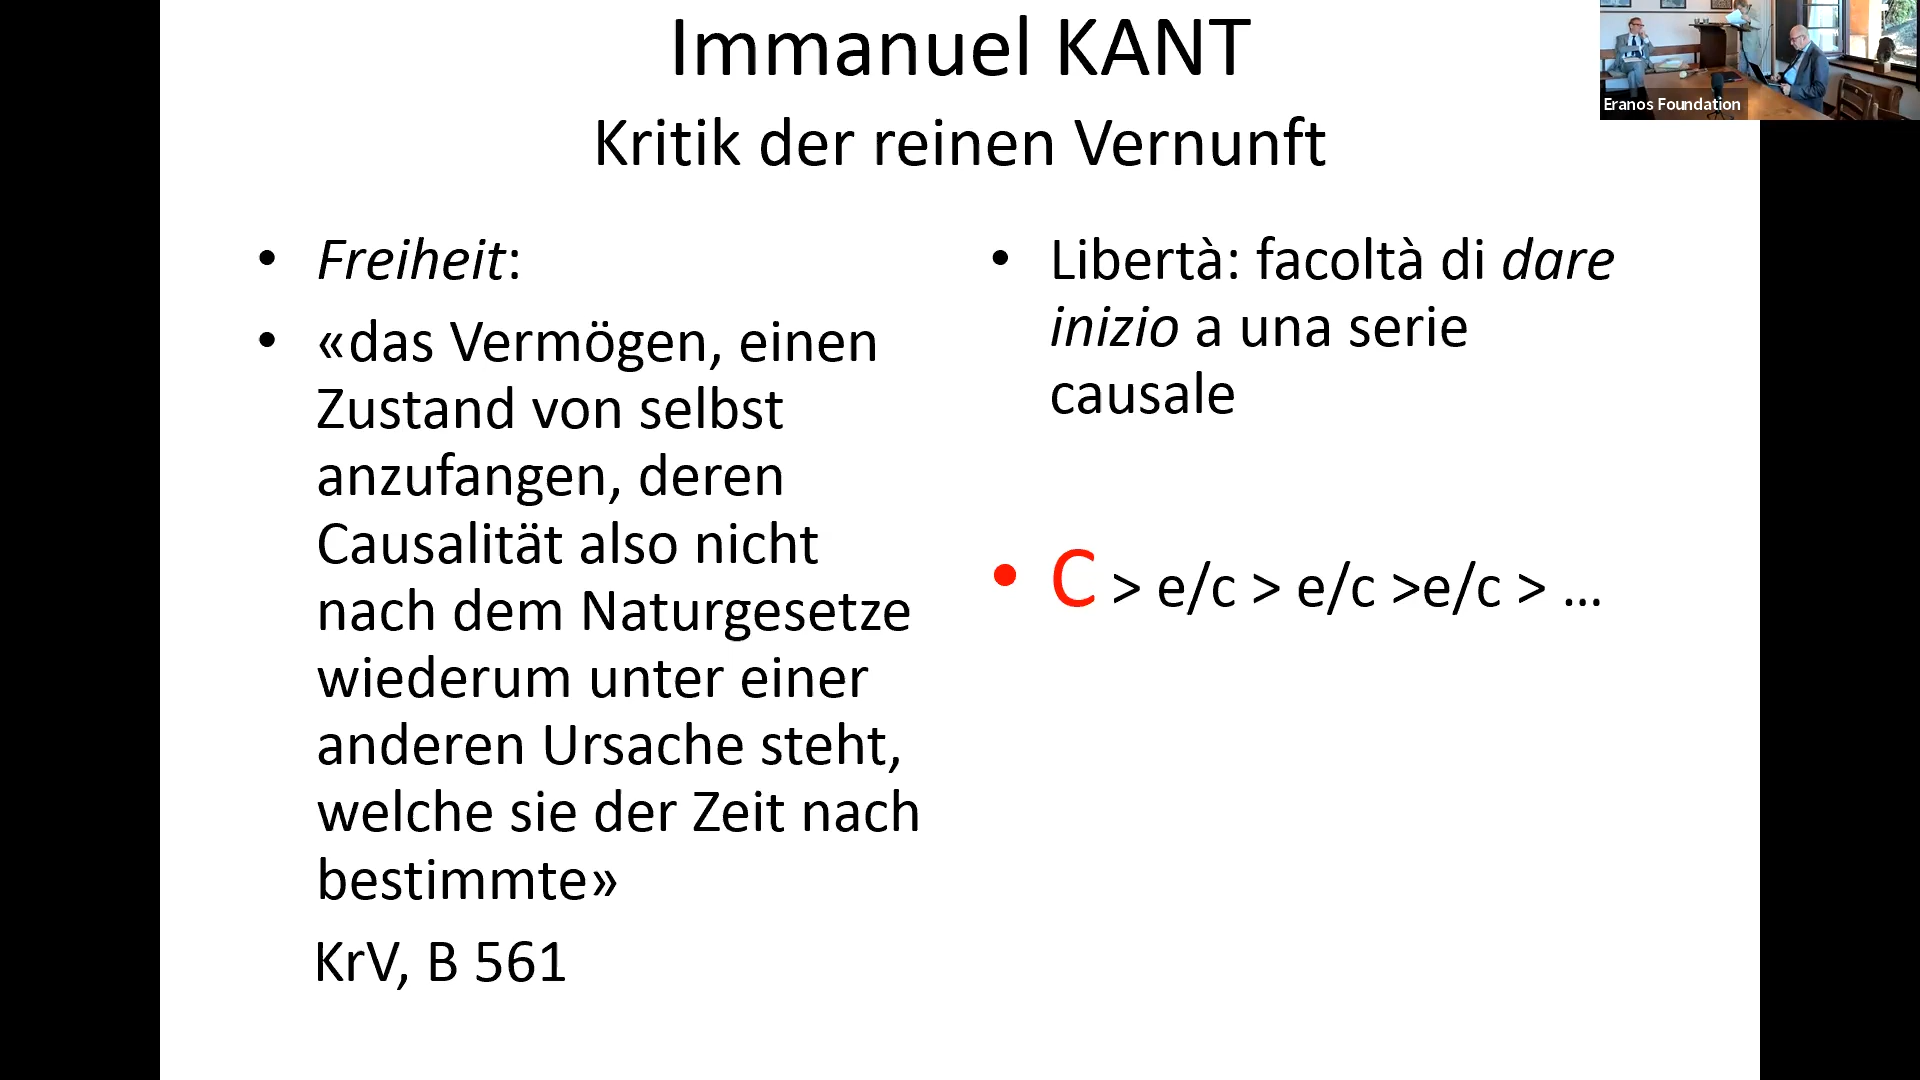 Immanuel KANT
Kritik der reinen Vernunft
• Freiheit:
• «das Vermögen, einen
Zustand von selbst
anzufangen, deren
Causalität also nicht
nach dem Naturgesetze
wiederum unter einer
anderen Ursache steht,
welche sie der Zeit nach
bestimmte»
KrV, B 561
• Libertà: facoltà di dare
inizio a una serie
causale
• C > e/c > e/c >e/c > ...
Eranos Foundation